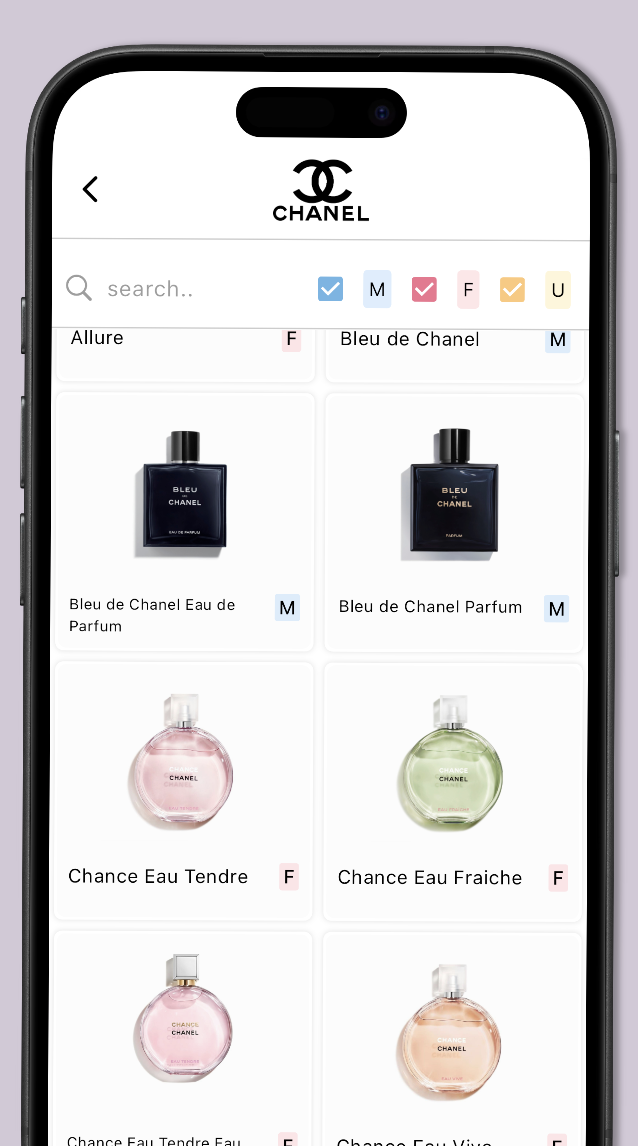 CHANEL
search..
M
F
U
Allure
F
Bleu de Chanel
M
BLEU
DE
CHANEL
EAU DE PARFUM
BLEU
DE
CHANEL
PARFUM
Bleu de Chanel Eau de
Parfum
M
Bleu de Chanel Parfum
M
CHANCE
CHANEL
CHANCE
CHANEL
Chance Eau Tendre
F
Chance Eau Fraiche
F
CHANCE
CHANEL
CHANCE
CHANEL
Chance Eau Tendre Eau
F
Chance Eau Vive
F